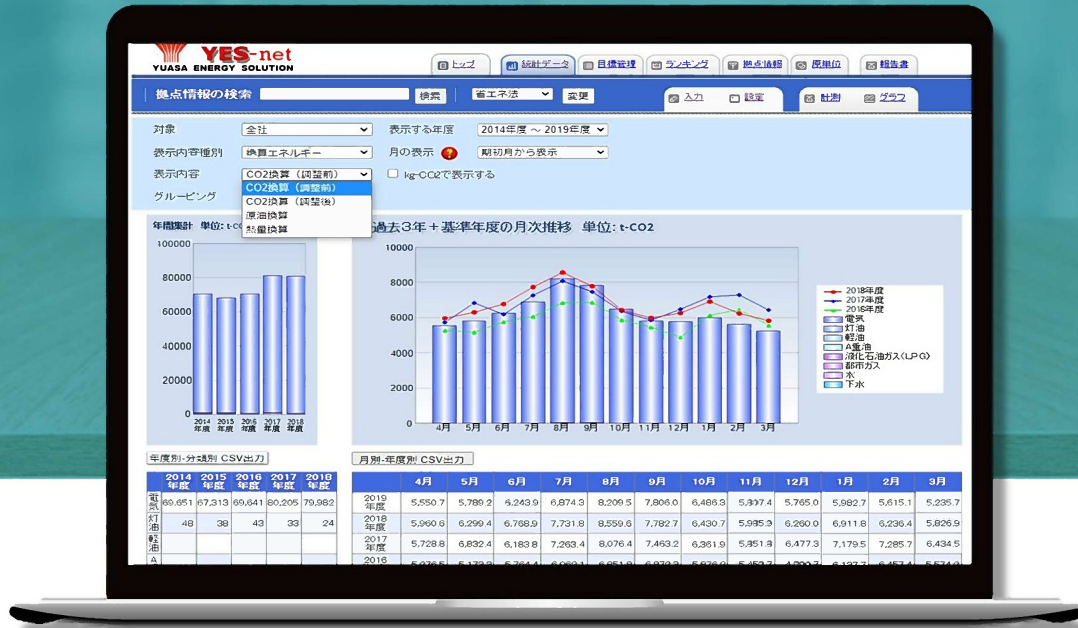 YES-net
YUASA ENERGY SOLUTION
トップ 統計データ 目標管理 ランキング 拠点情報 原単位 報告書
拠点情報の検索 検索 省エネ法 変更 入力 設定 計測 グラフ
対象 全社 表示する年度 2014年度 ～ 2019年度
表示内容種別 換算エネルギー 月の表示 ? 期初月から表示
表示内容 CO2換算（調整前） kg-CO2で表示する
CO2換算（調整前）
グルーピング CO2換算（調整後）
原油換算
熱量換算
年間集計 単位: t-CO 過去3年＋基準年度の月次推移 単位: t-CO2
100000
80000
60000
40000
20000
0
2014年度 2015年度 2016年度 2017年度 2018年度
10000
8000
6000
4000
2000
0
4月 5月 6月 7月 8月 9月 10月 11月 12月 1月 2月 3月
2018年度
2017年度
2016年度
電気
灯油
軽油
A重油
液化石油ガス(LPG)
都市ガス
水
下水
年度別-分類別 CSV出力 月別-年度別 CSV出力
2014年度 2015年度 2016年度 2017年度 2018年度
電気 69,651 67,313 69,641 80,205 79,982
灯油 48 38 43 33 24
軽油
A
4月 5月 6月 7月 8月 9月 10月 11月 12月 1月 2月 3月
2019年度 5,550.7 5,789.2 6,243.9 6,874.3 8,209.5 7,806.0 6,486.3 5,807.4 5,765.0 5,982.7 5,615.1 5,235.7
2018年度 5,960.6 6,299.4 6,768.9 7,731.8 8,559.6 7,782.7 6,430.7 5,985.3 6,260.0 6,911.8 6,236.4 5,826.9
2017年度 5,728.8 6,832.4 6,183.8 7,263.4 8,076.4 7,463.2 6,361.9 5,851.8 6,477.3 7,179.5 7,285.7 6,434.5
2016